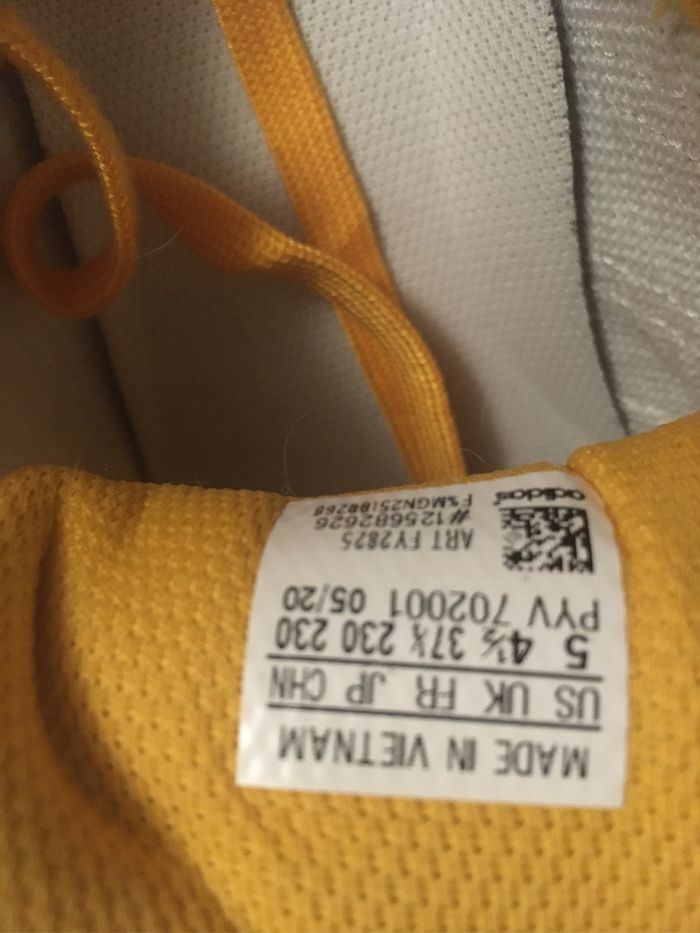 MADE IN VIETNAM
US UK FR JP CHN
5 4½ 37⅓ 230 230
PYV 702001 05/20
ART FY2825
#125682626
adidas